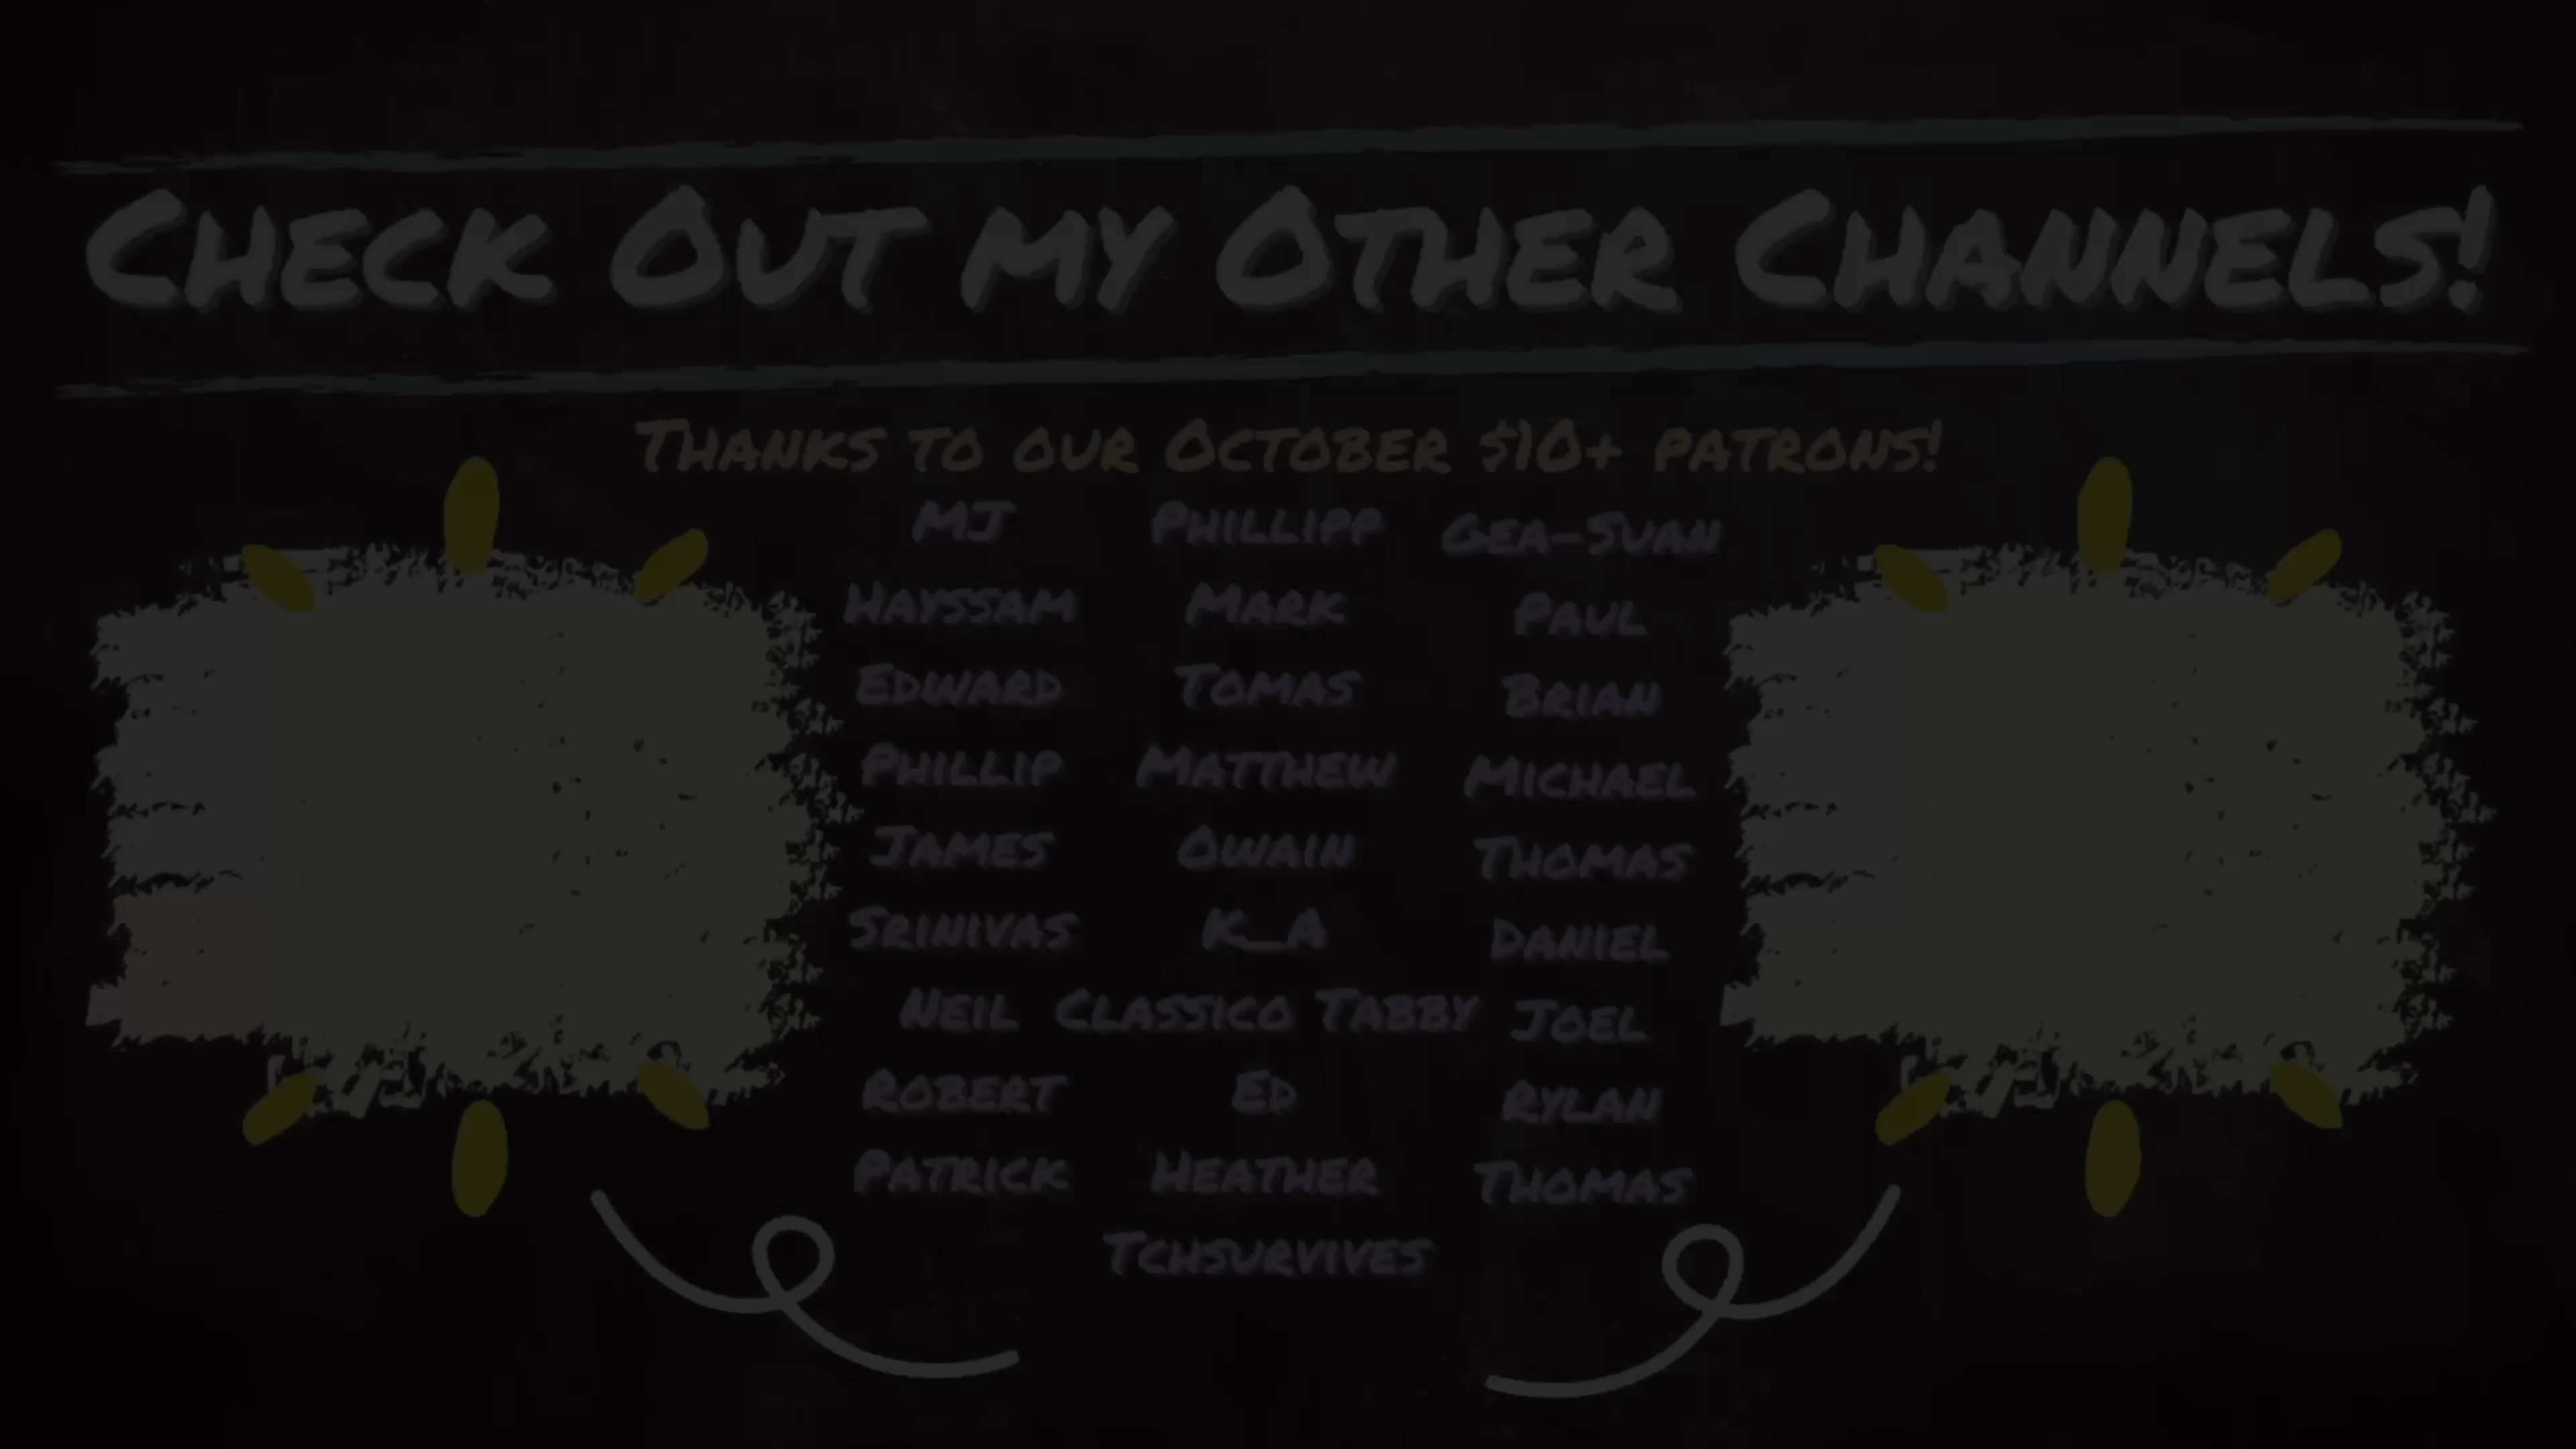 Check Out my Other Channels!
Thanks to our October $10+ patrons!
MJ Phillipp Gea-Suan
Hayssam Mark Paul
Edward Tomas Brian
Phillip Matthew Michael
James Owain Thomas
Srinivas K_A Daniel
Neil Classico Tabby Joel
Robert Ed Rylan
Patrick Heather Thomas
Tchsurvives